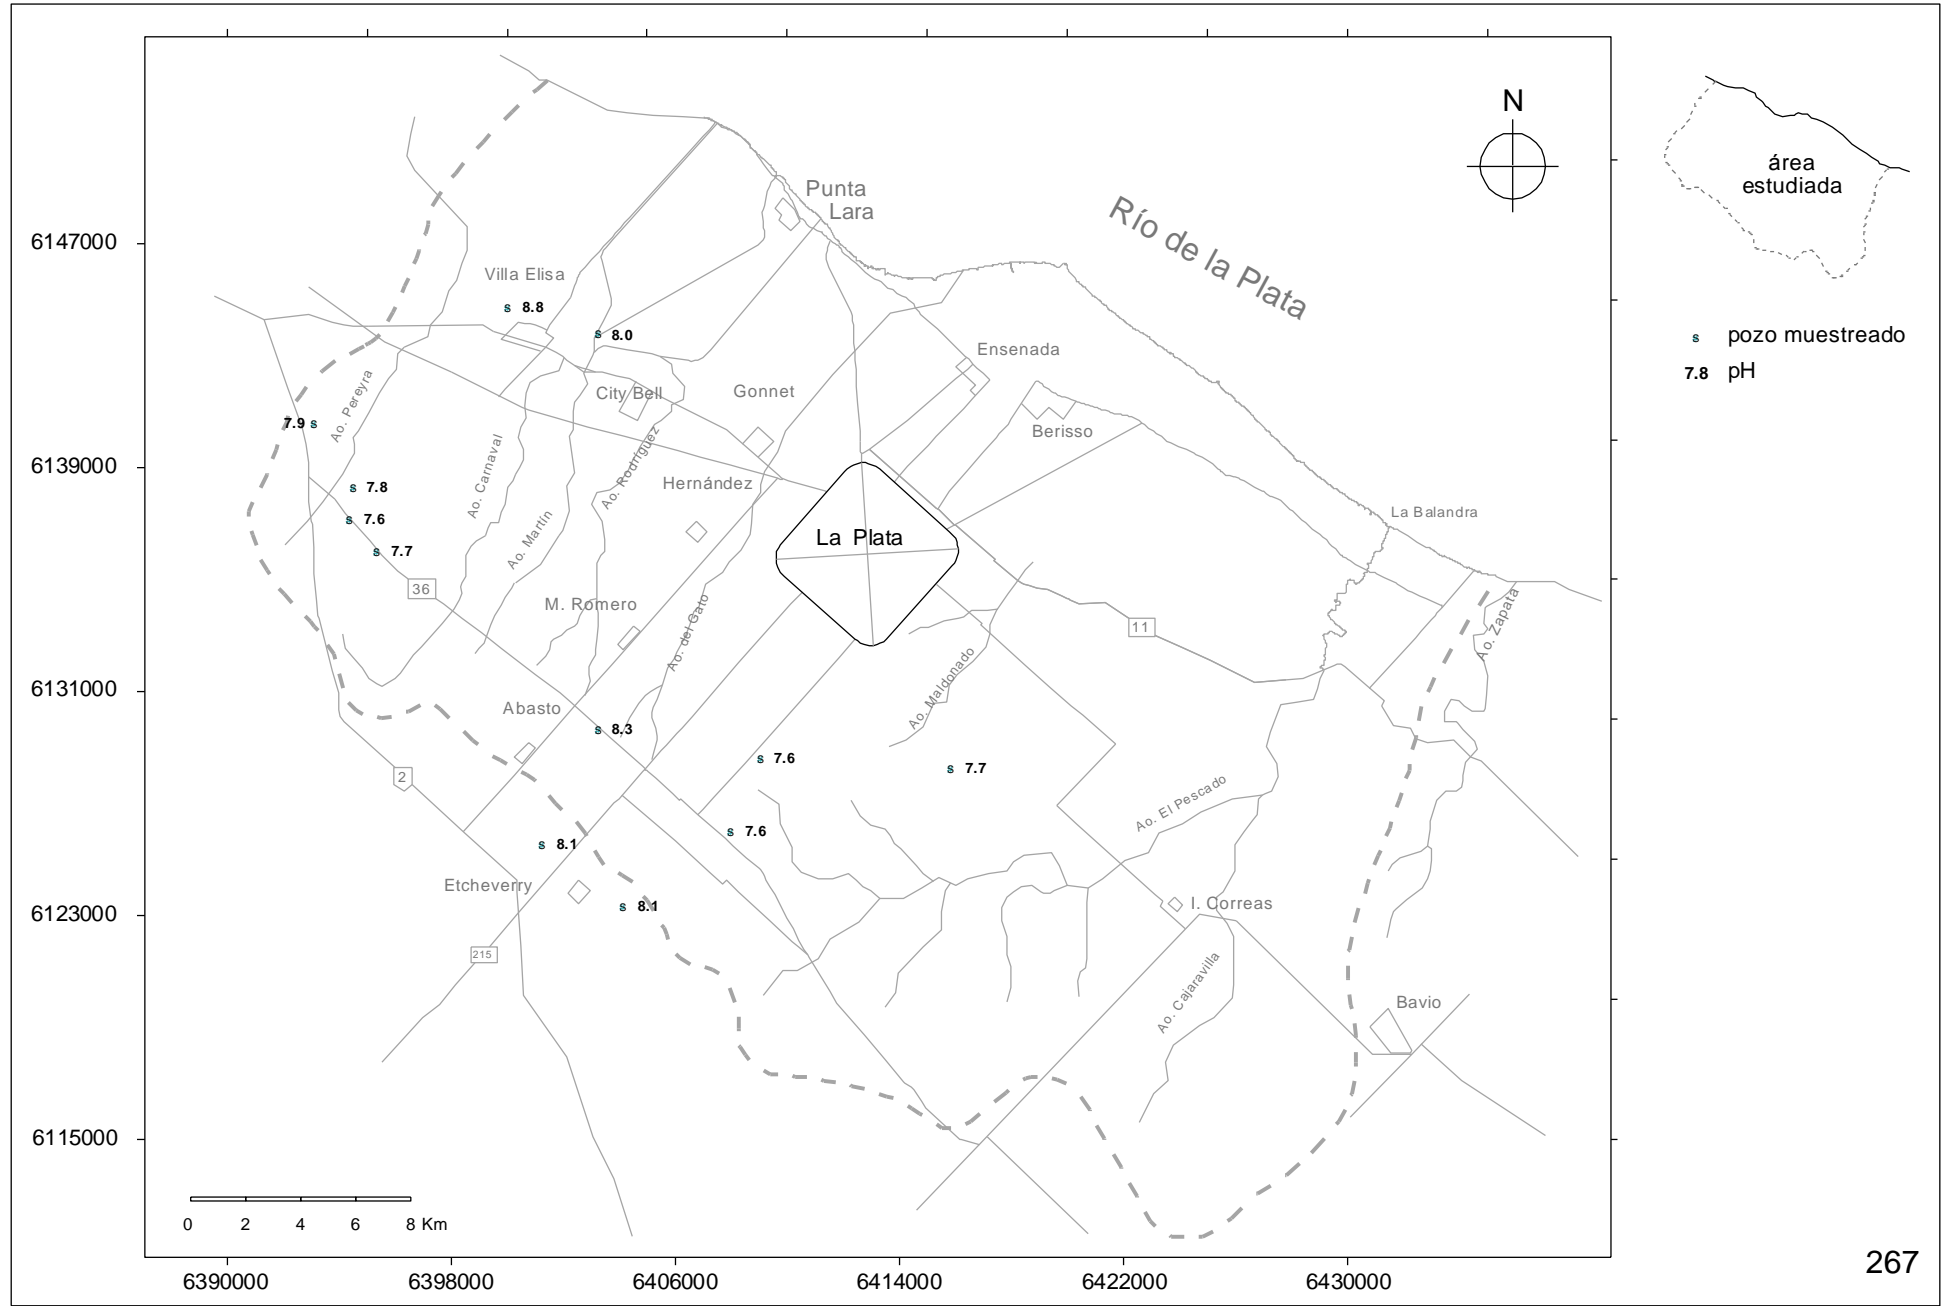 N
Punta
Lara
Río de la Plata
6147000
Villa Elisa
s 8.8
s 8.0
Ensenada
City Bell
Gonnet
Ao. Pereyra
7.9 s
Berisso
Ao. Carnaval
Ao. Rodríguez
6139000
Hernández
s 7.8
s 7.6
s 7.7
Ao. Martín
La Plata
La Balandra
36
M. Romero
Ao. del Gato
11
Ao. Zapata
Ao. Maldonado
6131000
Abasto
s 8.3
s 7.6
s 7.7
2
Ao. El Pescado
s 7.6
s 8.1
Etcheverry
s 8.1
6123000
I. Correas
215
Ao. Cajaravilla
Bavio
6115000
0 2 4 6 8 Km
6390000 6398000 6406000 6414000 6422000 6430000
área
estudiada
s pozo muestreado
7.8 pH
267